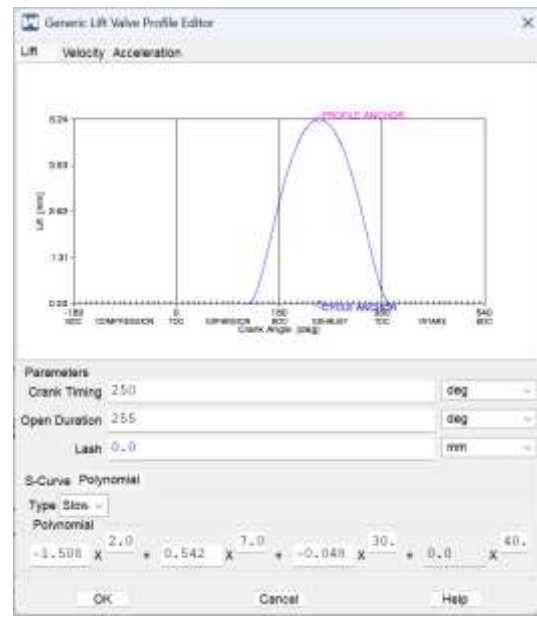 Generic Lift Valve Profile Editor
Lift Velocity Acceleration
PROFILE ANCHOR
5.24
3.93
2.62
1.31
0.00
Lift [mm]
CYCLE ANCHOR
-180 0 180 360 540
BDC COMPRESSION TDC EXPANSION BDC EXHAUST TDC INTAKE BDC
Crank Angle [deg]
Parameters
Crank Timing 250 deg
Open Duration 255 deg
Lash 0.0 mm
S-Curve Polynomial
Type Slow
Polynomial
-1.508 X 2.0 + 0.542 X 7.0 + -0.048 X 30. + 0.0 X 40.
OK Cancel Help